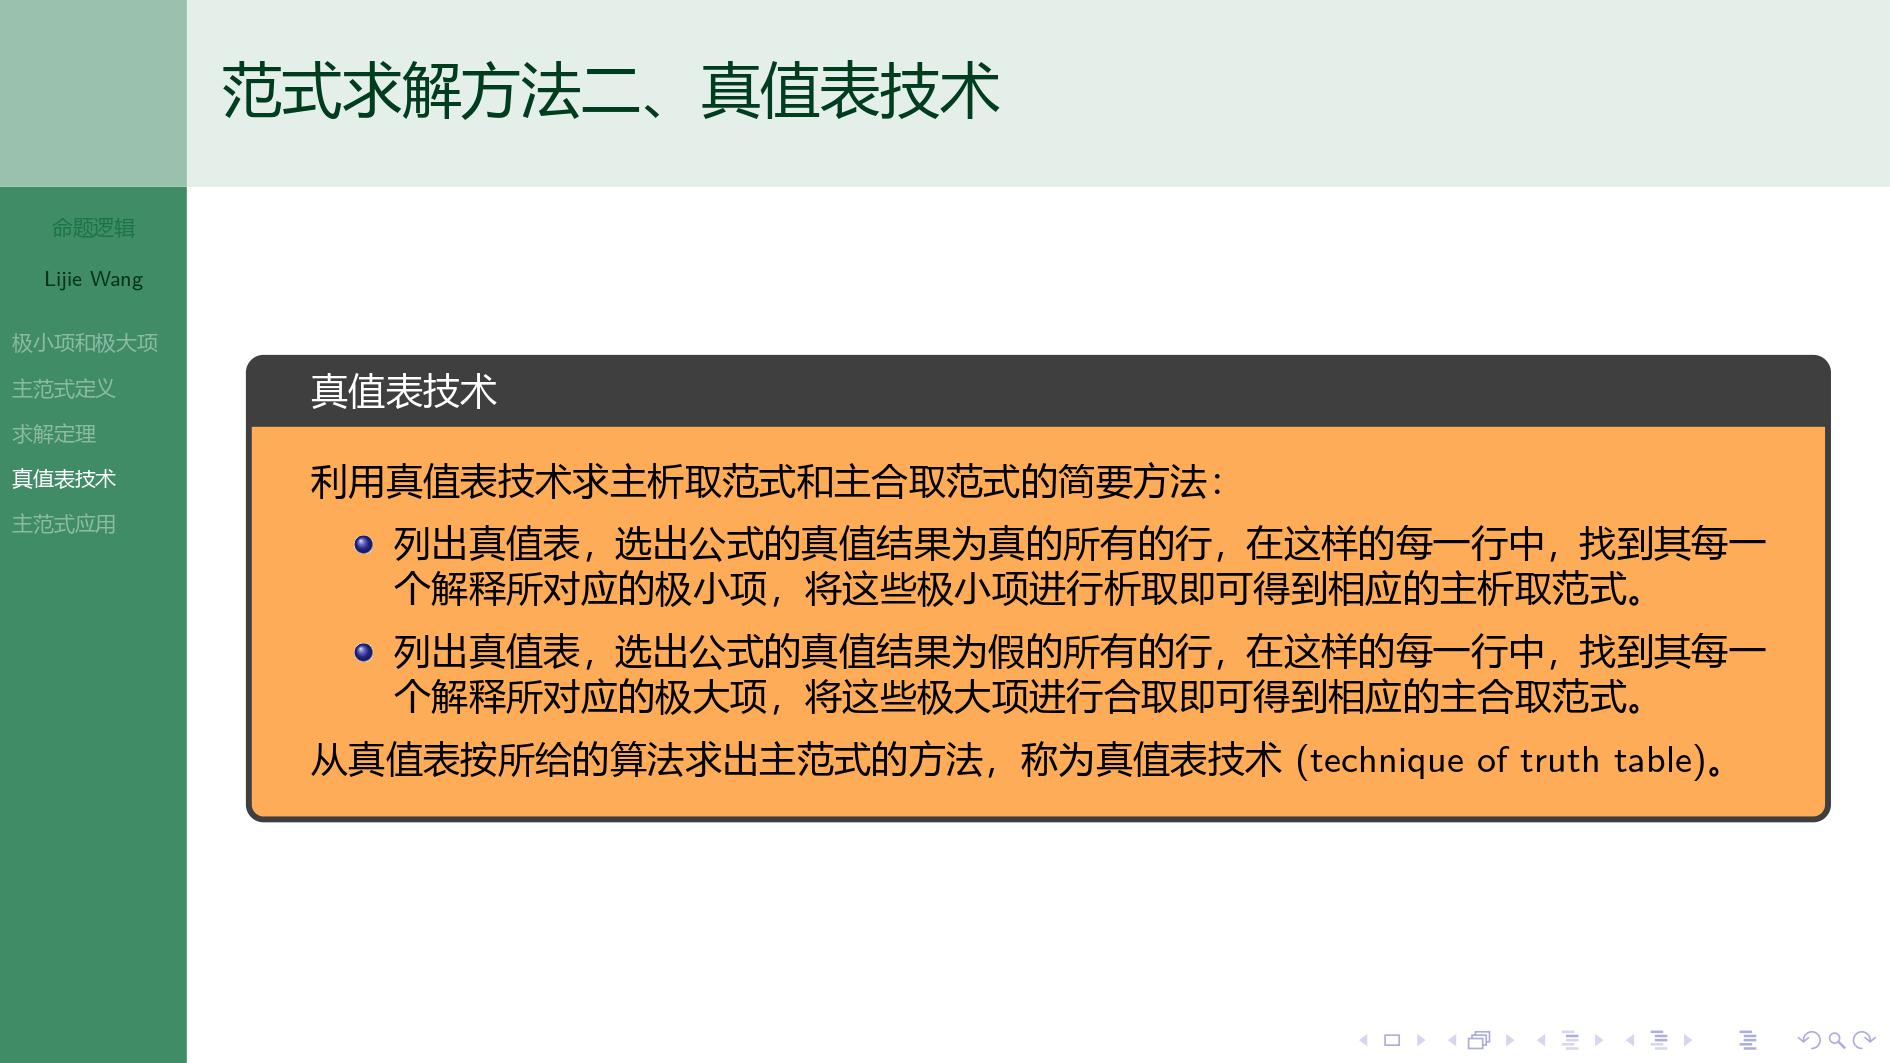 范式求解方法二、真值表技术
命题逻辑
Lijie Wang
极小项和极大项
主范式定义
求解定理
真值表技术
主范式应用
真值表技术
利用真值表技术求主析取范式和主合取范式的简要方法：
列出真值表，选出公式的真值结果为真的所有的行，在这样的每一行中，找到其每一
个解释所对应的极小项，将这些极小项进行析取即可得到相应的主析取范式。
列出真值表，选出公式的真值结果为假的所有的行，在这样的每一行中，找到其每一
个解释所对应的极大项，将这些极大项进行合取即可得到相应的主合取范式。
从真值表按所给的算法求出主范式的方法，称为真值表技术 (technique of truth table)。